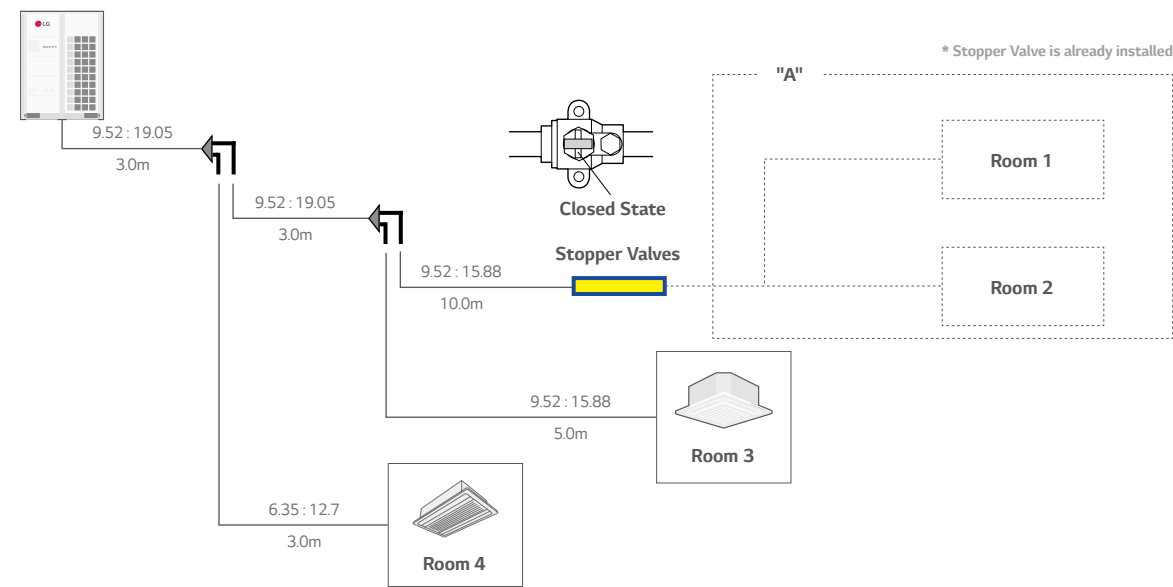 LG
* Stopper Valve is already installed
"A"
9.52 : 19.05
3.0m
Room 1
9.52 : 19.05
3.0m
Closed State
Stopper Valves
9.52 : 15.88
10.0m
Room 2
9.52 : 15.88
5.0m
Room 3
6.35 : 12.7
3.0m
Room 4